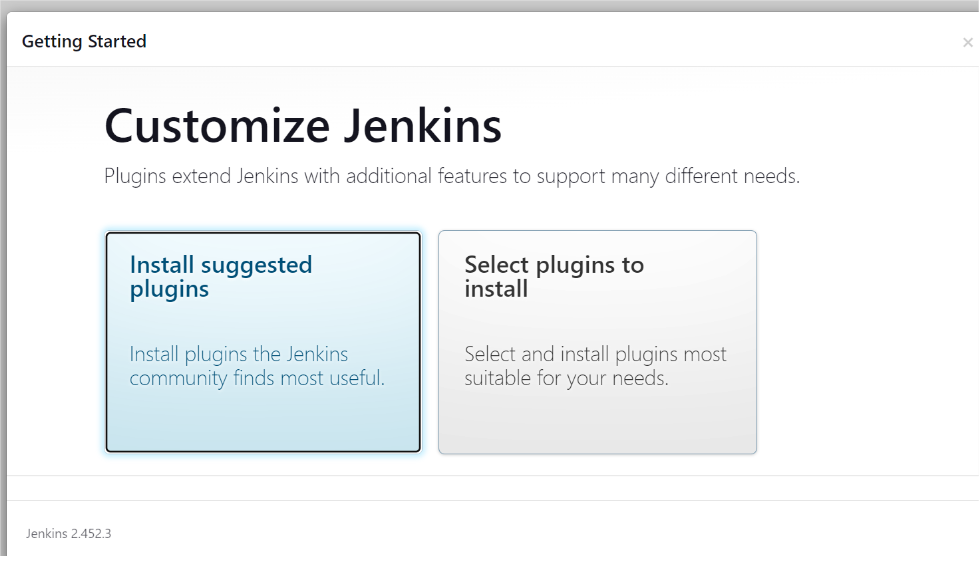 Getting Started
×
Customize Jenkins
Plugins extend Jenkins with additional features to support many different needs.
Install suggested
plugins
Install plugins the Jenkins
community finds most useful.
Select plugins to
install
Select and install plugins most
suitable for your needs.
Jenkins 2.452.3